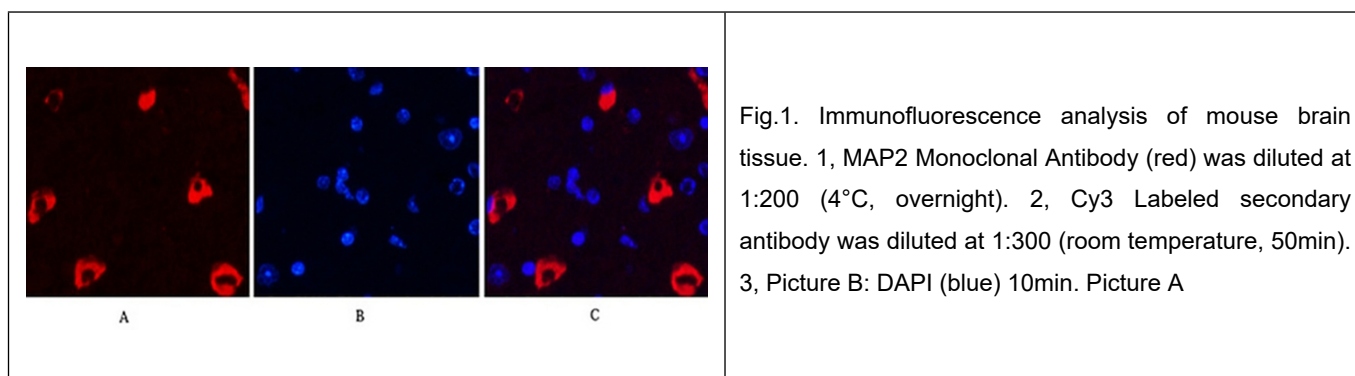 A
B
C
Fig.1. Immunofluorescence analysis of mouse brain
tissue. 1, MAP2 Monoclonal Antibody (red) was diluted at
1:200 (4°C, overnight). 2, Cy3 Labeled secondary
antibody was diluted at 1:300 (room temperature, 50min).
3, Picture B: DAPI (blue) 10min. Picture A